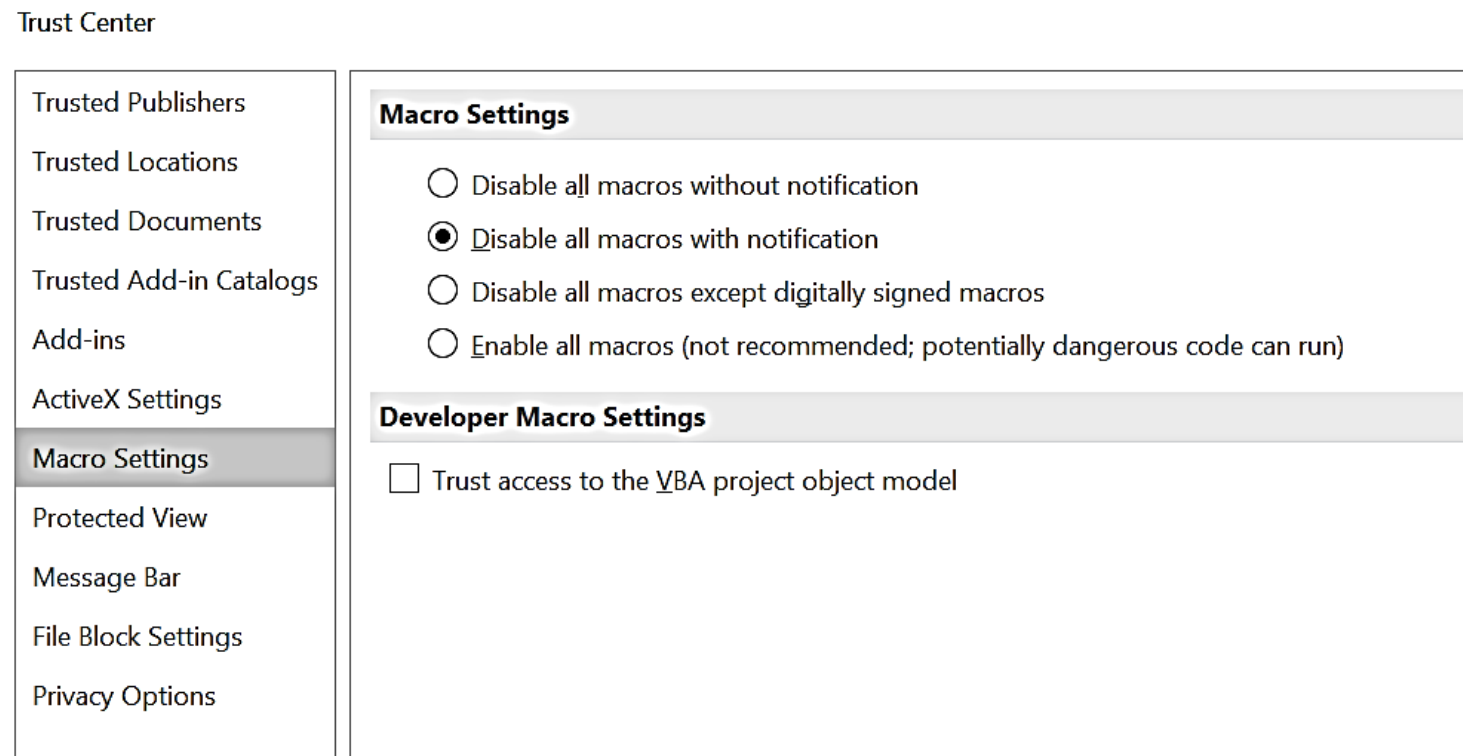 Trust Center
Trusted Publishers
Trusted Locations
Trusted Documents
Trusted Add-in Catalogs
Add-ins
ActiveX Settings
Macro Settings
Protected View
Message Bar
File Block Settings
Privacy Options
Macro Settings
Disable all macros without notification
Disable all macros with notification
Disable all macros except digitally signed macros
Enable all macros (not recommended; potentially dangerous code can run)
Developer Macro Settings
Trust access to the VBA project object model